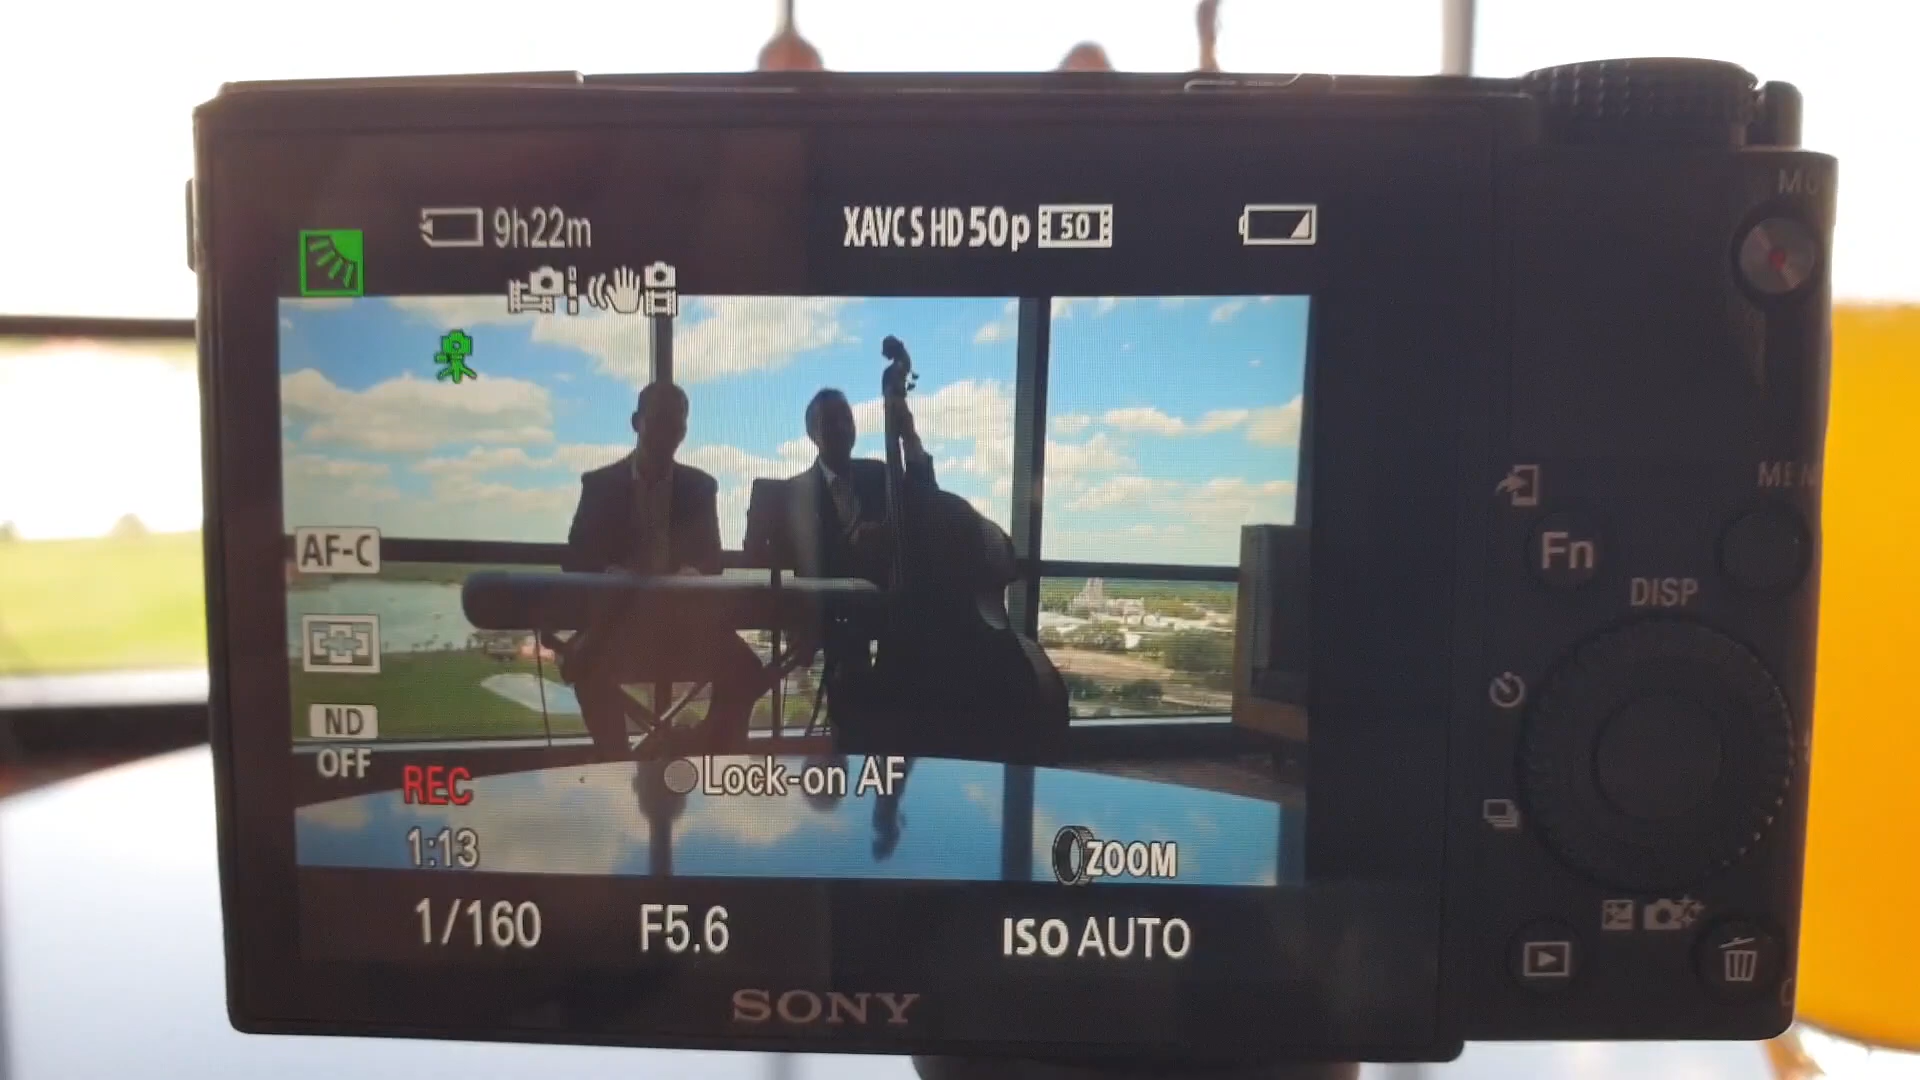 9h22m XAVC S HD 50p 50
AF-C
ND
OFF
REC
Lock-on AF
1:13
ZOOM
1/160 F5.6 ISO AUTO
SONY
MEN
Fn
DISP